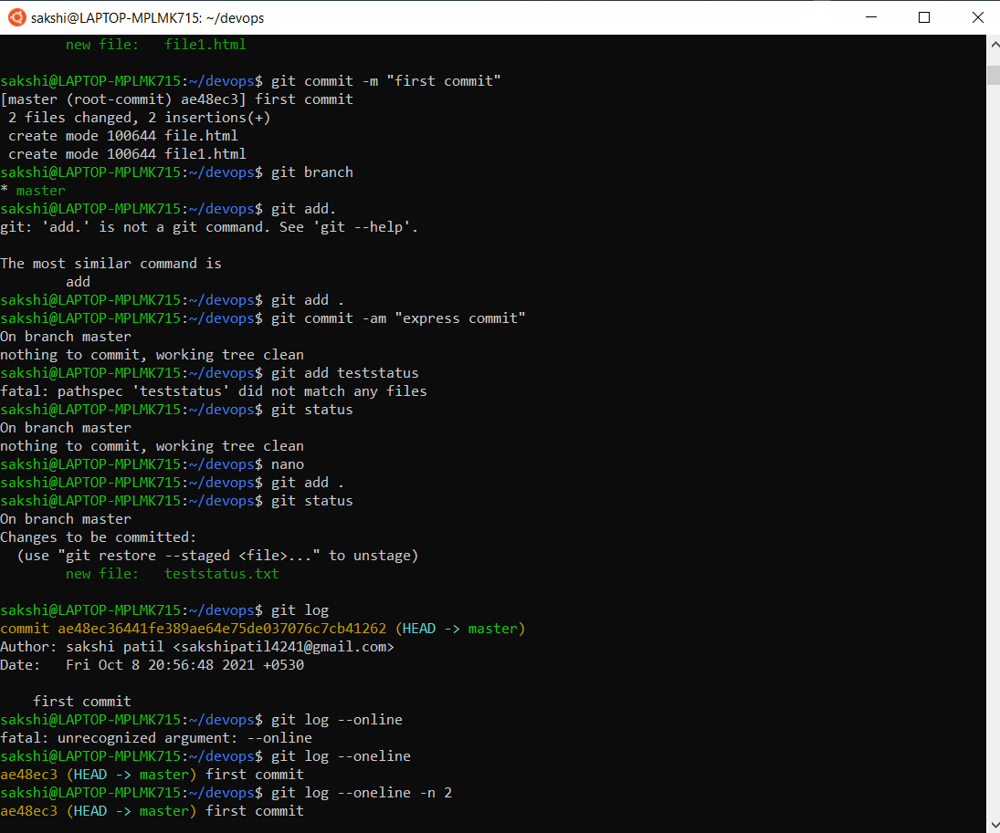 sakshi@LAPTOP-MPLMK715: ~/devops
        new file:   file1.html
sakshi@LAPTOP-MPLMK715:~/devops$ git commit -m "first commit"
[master (root-commit) ae48ec3] first commit
 2 files changed, 2 insertions(+)
 create mode 100644 file.html
 create mode 100644 file1.html
sakshi@LAPTOP-MPLMK715:~/devops$ git branch
* master
sakshi@LAPTOP-MPLMK715:~/devops$ git add.
git: 'add.' is not a git command. See 'git --help'.
The most similar command is
        add
sakshi@LAPTOP-MPLMK715:~/devops$ git add .
sakshi@LAPTOP-MPLMK715:~/devops$ git commit -am "express commit"
On branch master
nothing to commit, working tree clean
sakshi@LAPTOP-MPLMK715:~/devops$ git add teststatus
fatal: pathspec 'teststatus' did not match any files
sakshi@LAPTOP-MPLMK715:~/devops$ git status
On branch master
nothing to commit, working tree clean
sakshi@LAPTOP-MPLMK715:~/devops$ nano
sakshi@LAPTOP-MPLMK715:~/devops$ git add .
sakshi@LAPTOP-MPLMK715:~/devops$ git status
On branch master
Changes to be committed:
  (use "git restore --staged <file>..." to unstage)
        new file:   teststatus.txt
sakshi@LAPTOP-MPLMK715:~/devops$ git log
commit ae48ec36441fe389ae64e75de037076c7cb41262 (HEAD -> master)
Author: sakshi patil <sakshipatil4241@gmail.com>
Date:   Fri Oct 8 20:56:48 2021 +0530
    first commit
sakshi@LAPTOP-MPLMK715:~/devops$ git log --online
fatal: unrecognized argument: --online
sakshi@LAPTOP-MPLMK715:~/devops$ git log --oneline
ae48ec3 (HEAD -> master) first commit
sakshi@LAPTOP-MPLMK715:~/devops$ git log --oneline -n 2
ae48ec3 (HEAD -> master) first commit